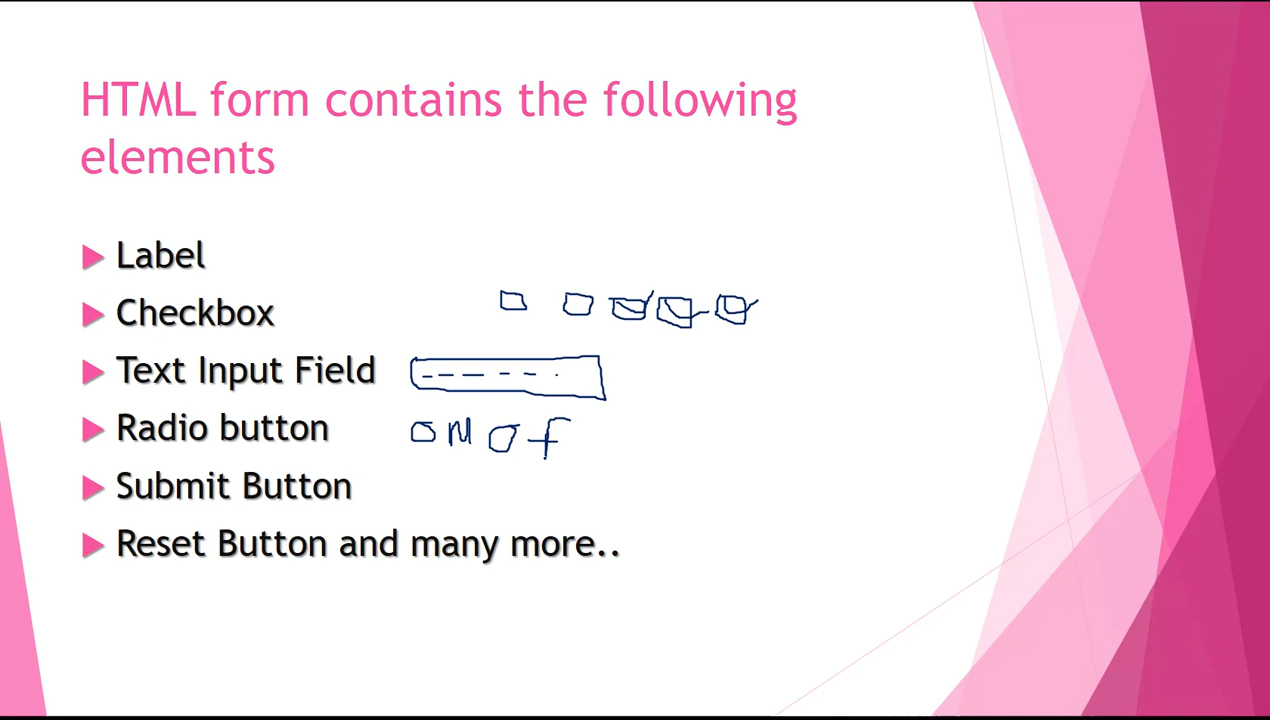 HTML form contains the following
elements
Label
Checkbox
Text Input Field
Radio button M F
Submit Button
Reset Button and many more..